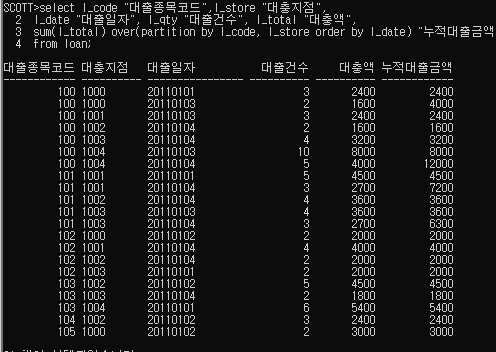 SCOTT>select l_code "대출종목코드",l_store "대충지점",
2 l_date "대출일자", l_qty "대출건수", l_total "대충액",
3 sum(l_total) over(partition by l_code, l_store order by l_date) "누적대출금액
4 from loan;
대출종목코드 대충지점 대출일자 대출건수 대충액 누적대출금액
100 1000 20110101 3 2400 2400
100 1000 20110103 2 1600 4000
100 1001 20110103 3 2400 2400
100 1002 20110104 2 1600 1600
100 1003 20110104 4 3200 3200
100 1004 20110103 10 8000 8000
100 1004 20110104 5 4000 12000
101 1001 20110101 5 4500 4500
101 1001 20110104 3 2700 7200
101 1002 20110104 4 3600 3600
101 1003 20110103 4 3600 3600
101 1003 20110104 3 2700 6300
102 1000 20110102 2 2000 2000
102 1001 20110104 4 4000 4000
102 1003 20110101 2 2000 2000
103 1002 20110102 5 4500 4500
103 1003 20110104 2 1800 1800
103 1004 20110101 6 5400 5400
104 1002 20110102 3 2400 2400
105 1000 20110102 2 3000 3000